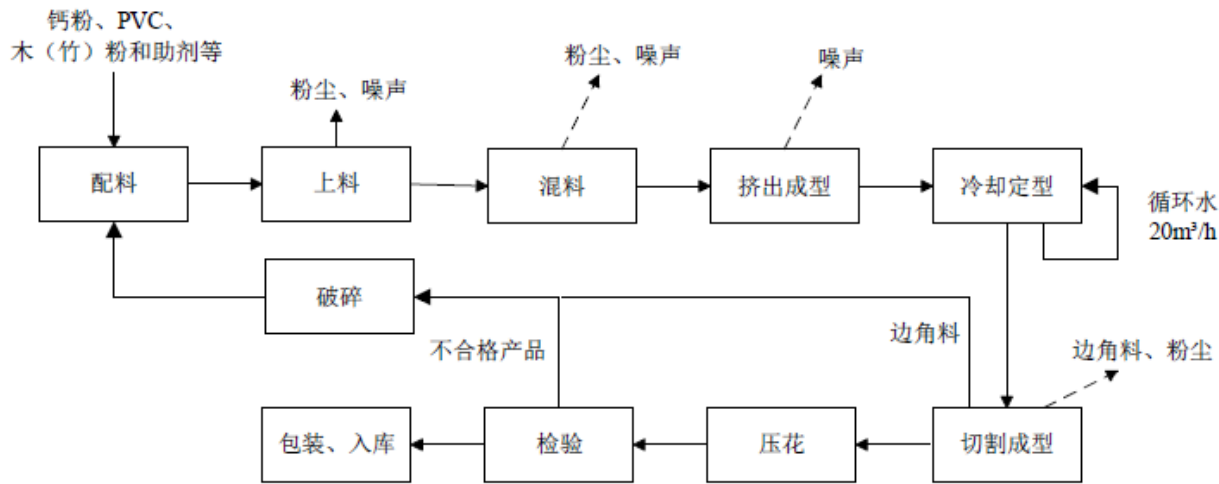 钙粉、PVC、
木（竹）粉和助剂等
粉尘、噪声
粉尘、噪声
噪声
配料
上料
混料
挤出成型
冷却定型
循环水
20m³/h
破碎
不合格产品
边角料
边角料、粉尘
包装、入库
检验
压花
切割成型